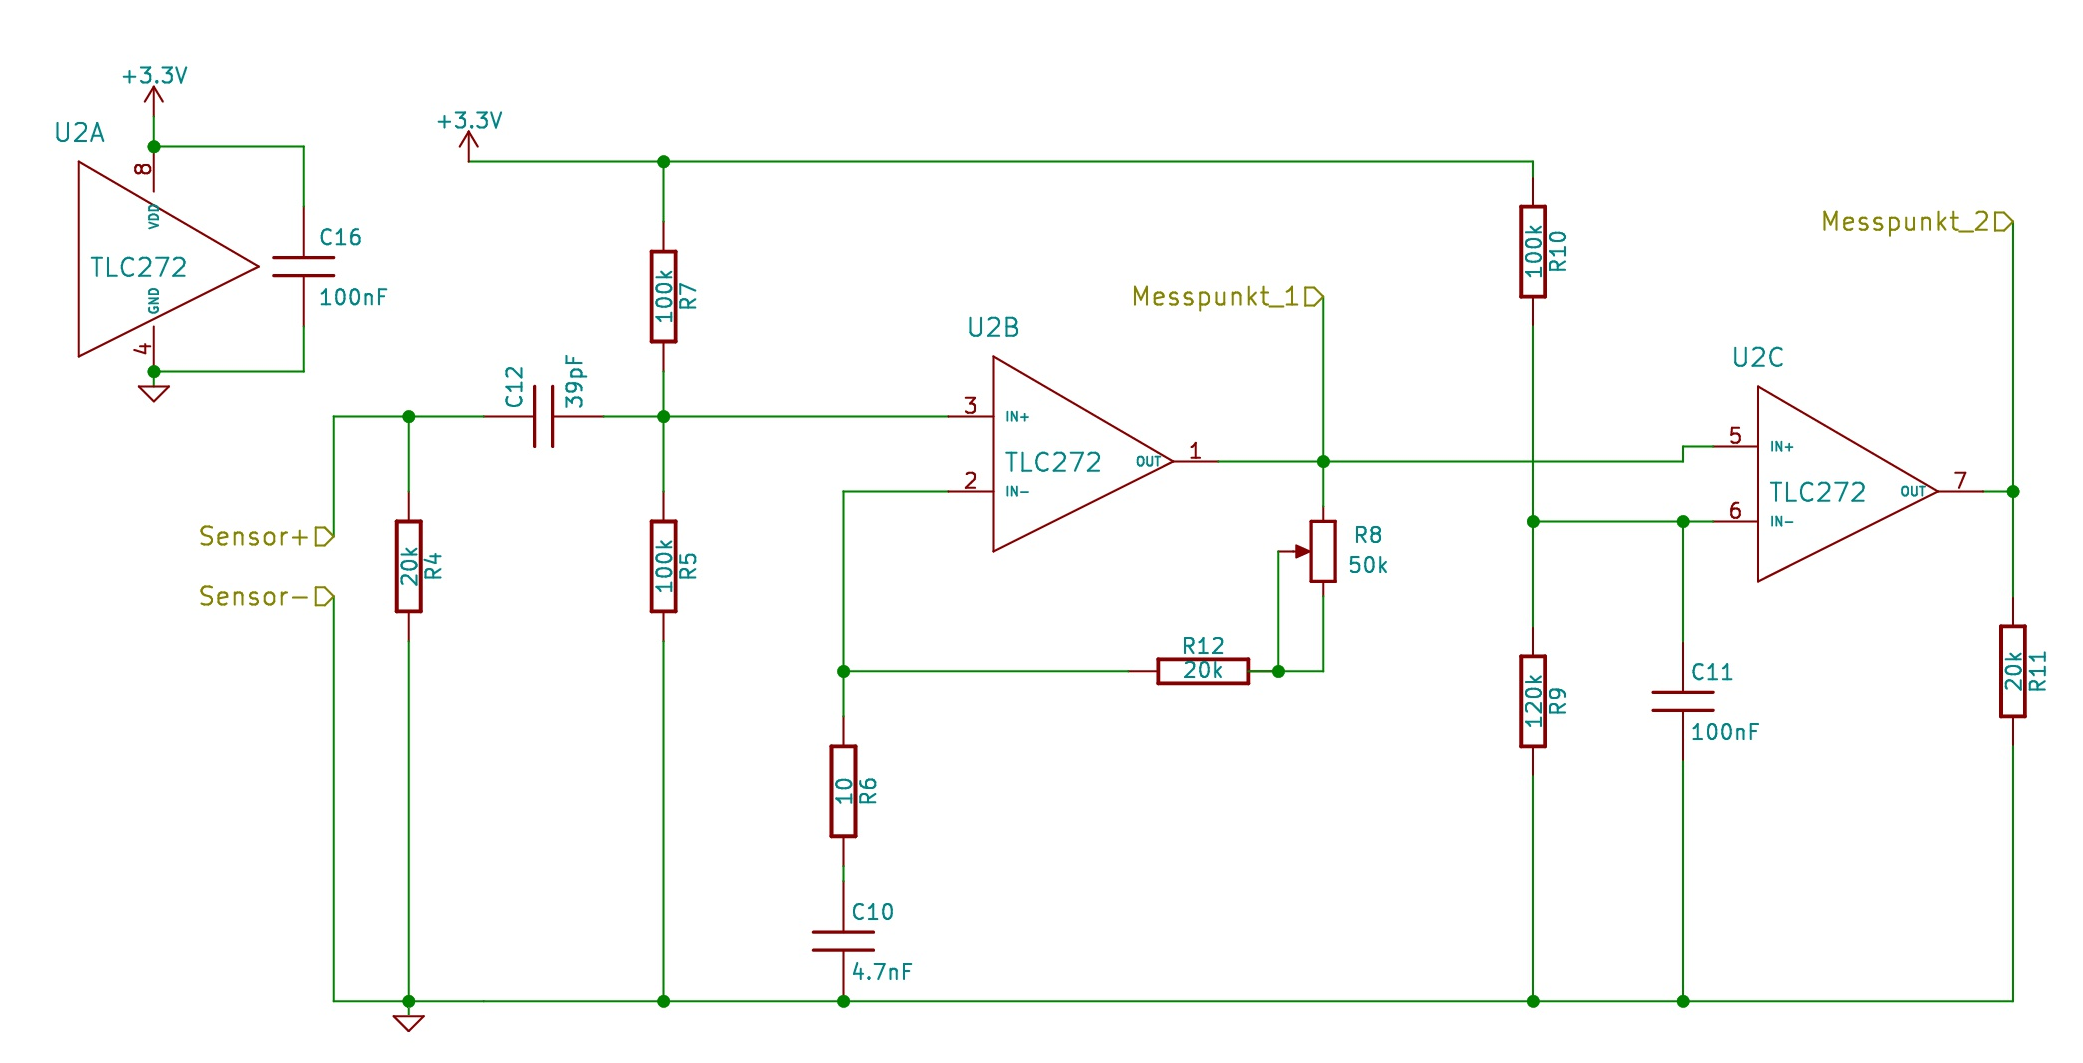 +3.3V
U2A
8
VDD
TLC272
GND
4
C16
100nF
+3.3V
100k
R7
C12
39pF
Sensor+
Sensor-
20k
R4
100k
R5
U2B
3
IN+
TLC272
OUT
1
2
IN-
Messpunkt_1
R8
50k
R12
20k
10
R6
C10
4.7nF
100k
R10
120k
R9
C11
100nF
U2C
5
IN+
TLC272
OUT
7
6
IN-
Messpunkt_2
20k
R11